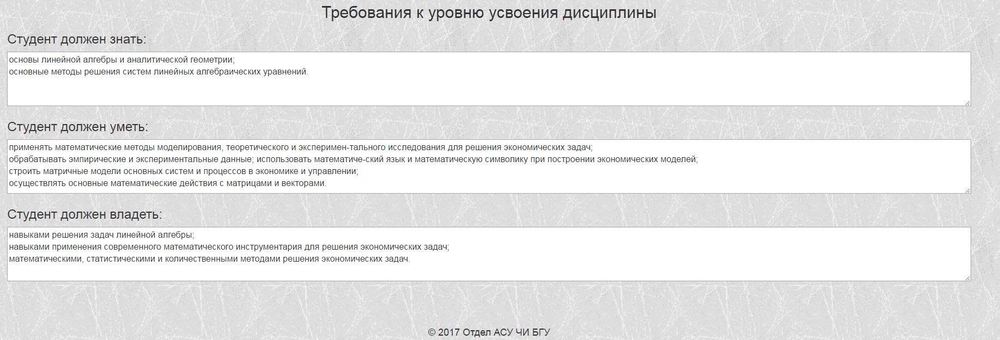 Требования к уровню усвоения дисциплины
Студент должен знать:
основы линейной алгебры и аналитической геометрии;
основные методы решения систем линейных алгебраических уравнений.
Студент должен уметь:
применять математические методы моделирования, теоретического и эксперимен-тального исследования для решения экономических задач;
обрабатывать эмпирические и экспериментальные данные; использовать математиче-ский язык и математическую символику при построении экономических моделей;
строить матричные модели основных систем и процессов в экономике и управлении;
осуществлять основные математические действия с матрицами и векторами.
Студент должен владеть:
навыками решения задач линейной алгебры;
навыками применения современного математического инструментария для решения экономических задач;
математическими, статистическими и количественными методами решения экономических задач.
© 2017 Отдел АСУ ЧИ БГУ